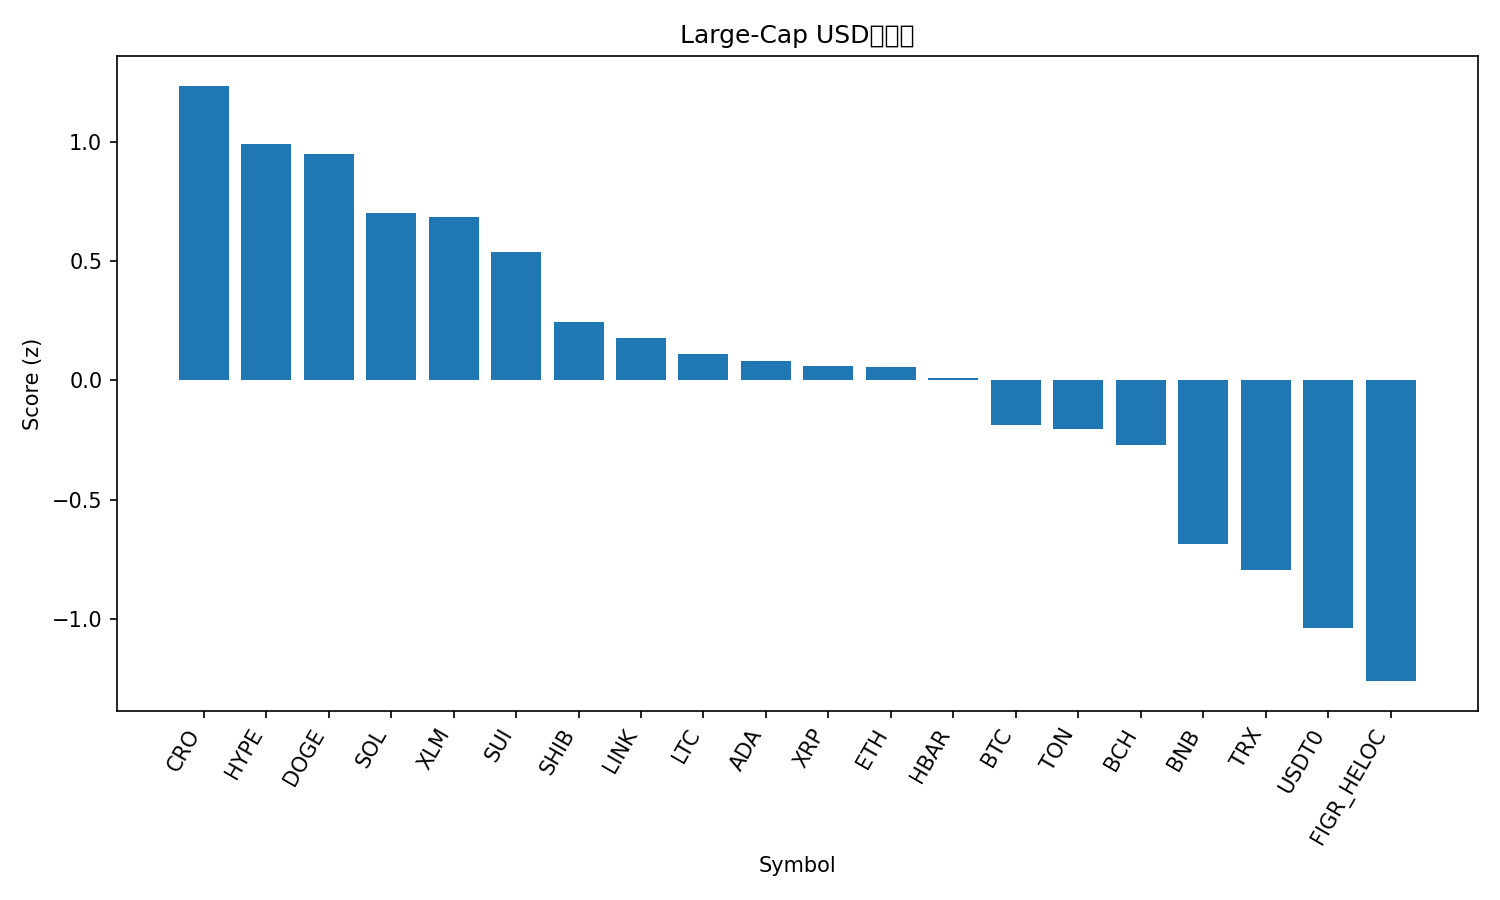 Large-Cap USD
Score (z)
1.0
0.5
0.0
−0.5
−1.0
CRO
HYPE
DOGE
SOL
XLM
SUI
SHIB
LINK
LTC
ADA
XRP
ETH
HBAR
BTC
TON
BCH
BNB
TRX
USDT0
FIGR_HELOC
Symbol